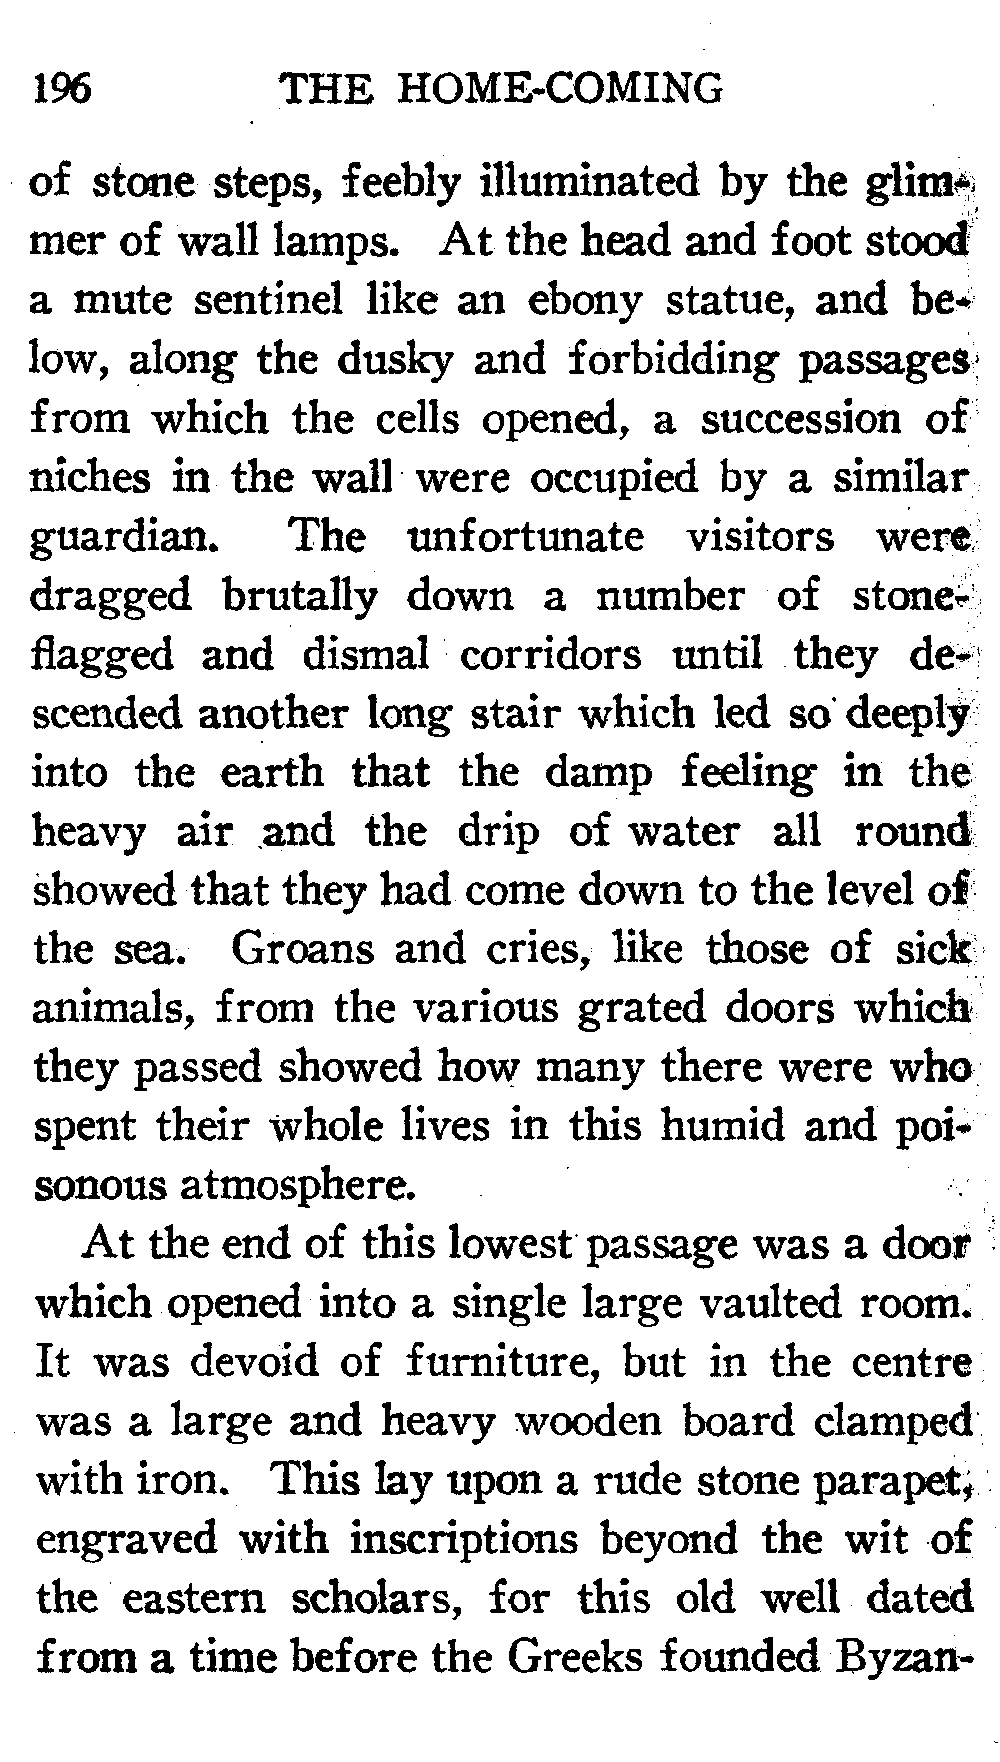 196 THE HOME-COMING
of stone steps, feebly illuminated by the glim-
mer of wall lamps. At the head and foot stood
a mute sentinel like an ebony statue, and be-
low, along the dusky and forbidding passages
from which the cells opened, a succession of
niches in the wall were occupied by a similar
guardian. The unfortunate visitors were
dragged brutally down a number of stone-
flagged and dismal corridors until they de-
scended another long stair which led so deeply
into the earth that the damp feeling in the
heavy air and the drip of water all round
showed that they had come down to the level of
the sea. Groans and cries, like those of sick
animals, from the various grated doors which
they passed showed how many there were who
spent their whole lives in this humid and poi-
sonous atmosphere.
At the end of this lowest passage was a door
which opened into a single large vaulted room.
It was devoid of furniture, but in the centre
was a large and heavy wooden board clamped
with iron. This lay upon a rude stone parapet,
engraved with inscriptions beyond the wit of
the eastern scholars, for this old well dated
from a time before the Greeks founded Byzan-